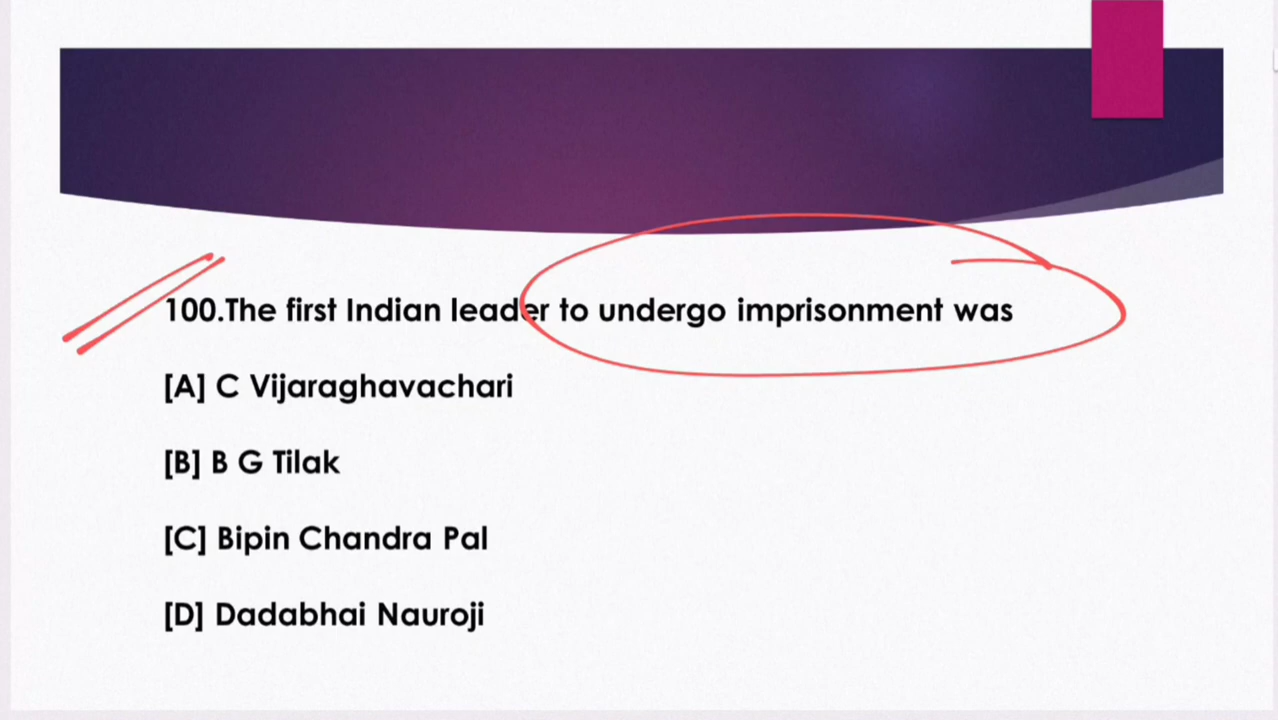 100.The first Indian leader to undergo imprisonment was
[A] C Vijaraghavachari
[B] B G Tilak
[C] Bipin Chandra Pal
[D] Dadabhai Nauroji